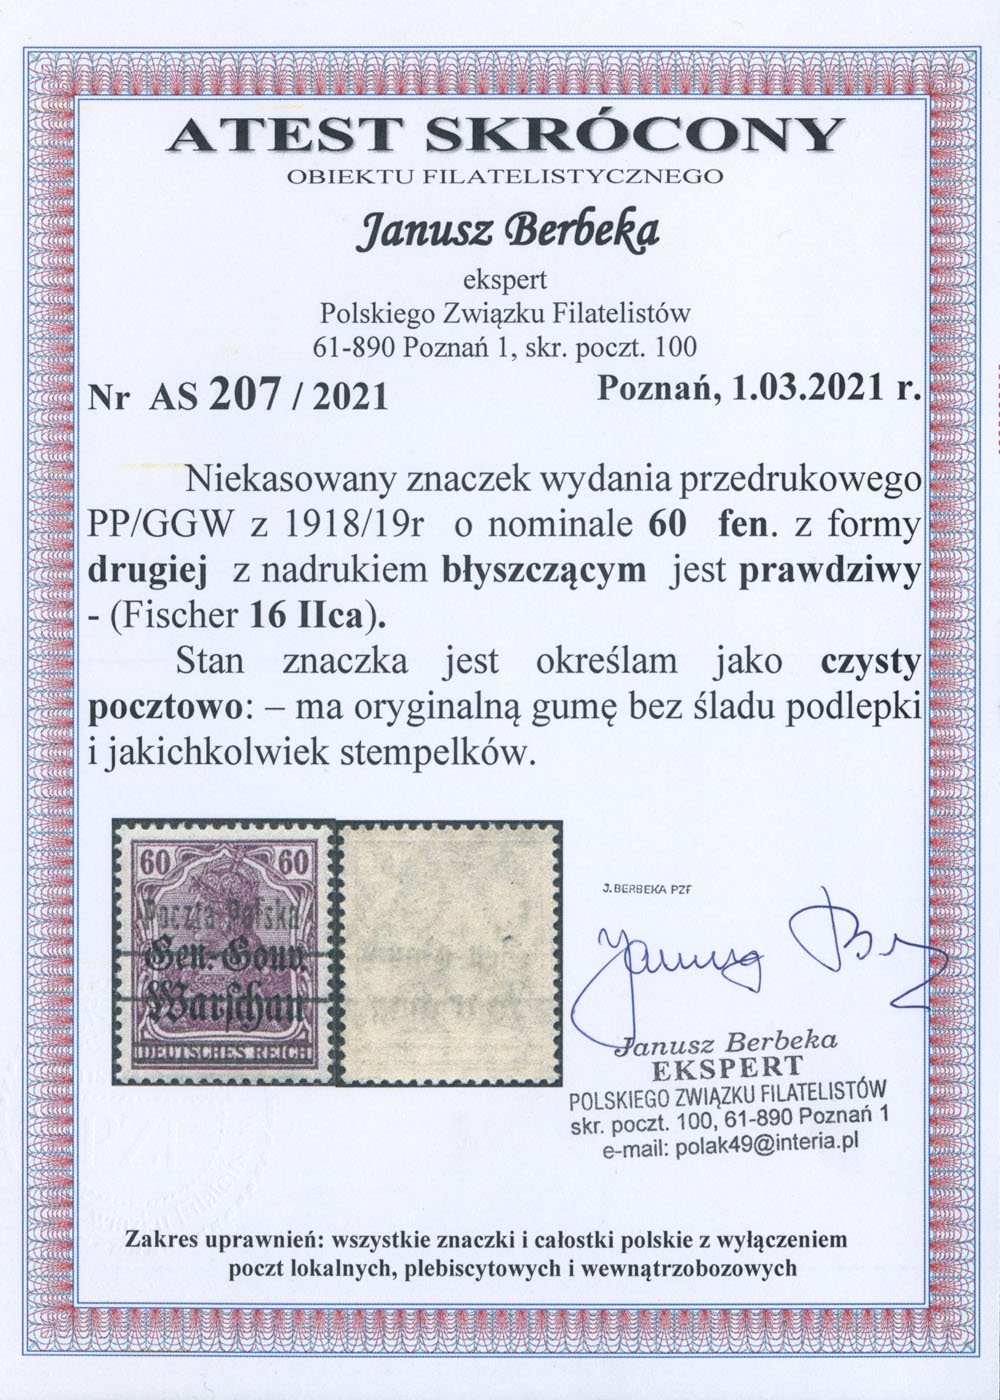 ATEST SKRÓCONY
OBIEKTU FILATELISTYCZNEGO
Janusz Berbeka
ekspert
Polskiego Związku Filatelistów
61-890 Poznań 1, skr. poczt. 100
Nr AS 207 / 2021
Poznań, 1.03.2021 r.
Niekasowany znaczek wydania przedrukowego
PP/GGW z 1918/19r o nominale 60 fen. z formy
drugiej z nadrukiem błyszczącym jest prawdziwy
- (Fischer 16 IIca).
Stan znaczka jest określam jako czysty
pocztowo: – ma oryginalną gumę bez śladu podlepki
i jakichkolwiek stempelków.
60 60
Poczta Polska
Gen.-Gouv.
Warschau
DEUTSCHES REICH
J. BERBEKA PZF
Janusz Be
Janusz Berbeka
EKSPERT
POLSKIEGO ZWIĄZKU FILATELISTÓW
skr. poczt. 100, 61-890 Poznań 1
e-mail: polak49@interia.pl
PZF
Zakres uprawnień: wszystkie znaczki i całostki polskie z wyłączeniem
poczt lokalnych, plebiscytowych i wewnątrzobozowych